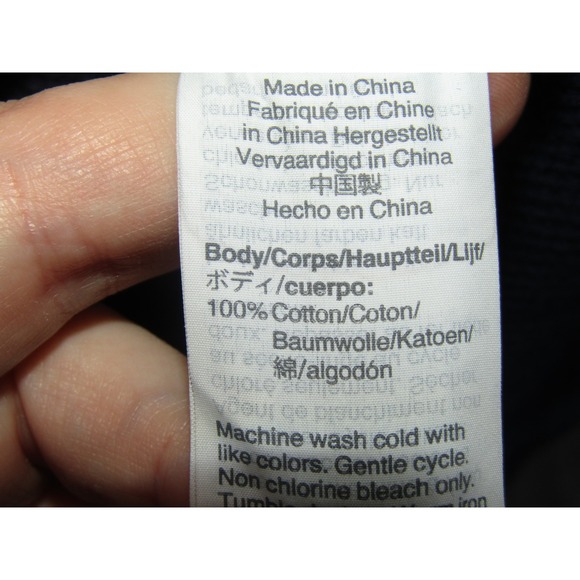 Made in China
Fabriqué en Chine
in China Hergestellt
Vervaardigd in China
中国製
Hecho en China
Body/Corps/Hauptteil/Lijf/
ボディ/cuerpo:
100% Cotton/Coton/
Baumwolle/Katoen/
綿/algodón
Machine wash cold with
like colors. Gentle cycle.
Non chlorine bleach only.
Tumble iron